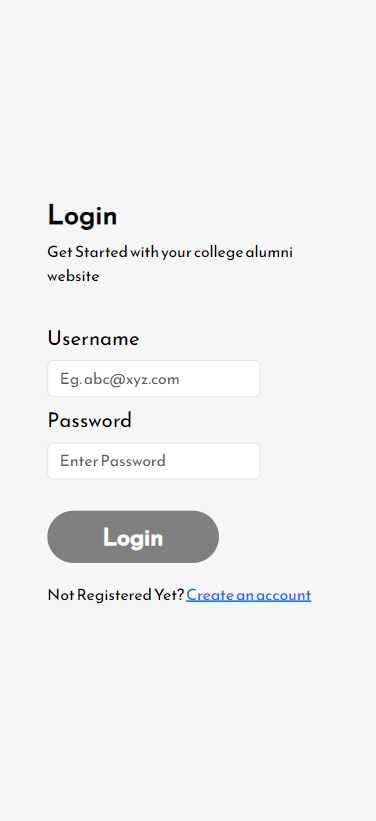 Login
Get Started with your college alumni
website
Username
Eg. abc@xyz.com
Password
Enter Password
Login
Not Registered Yet? Create an account